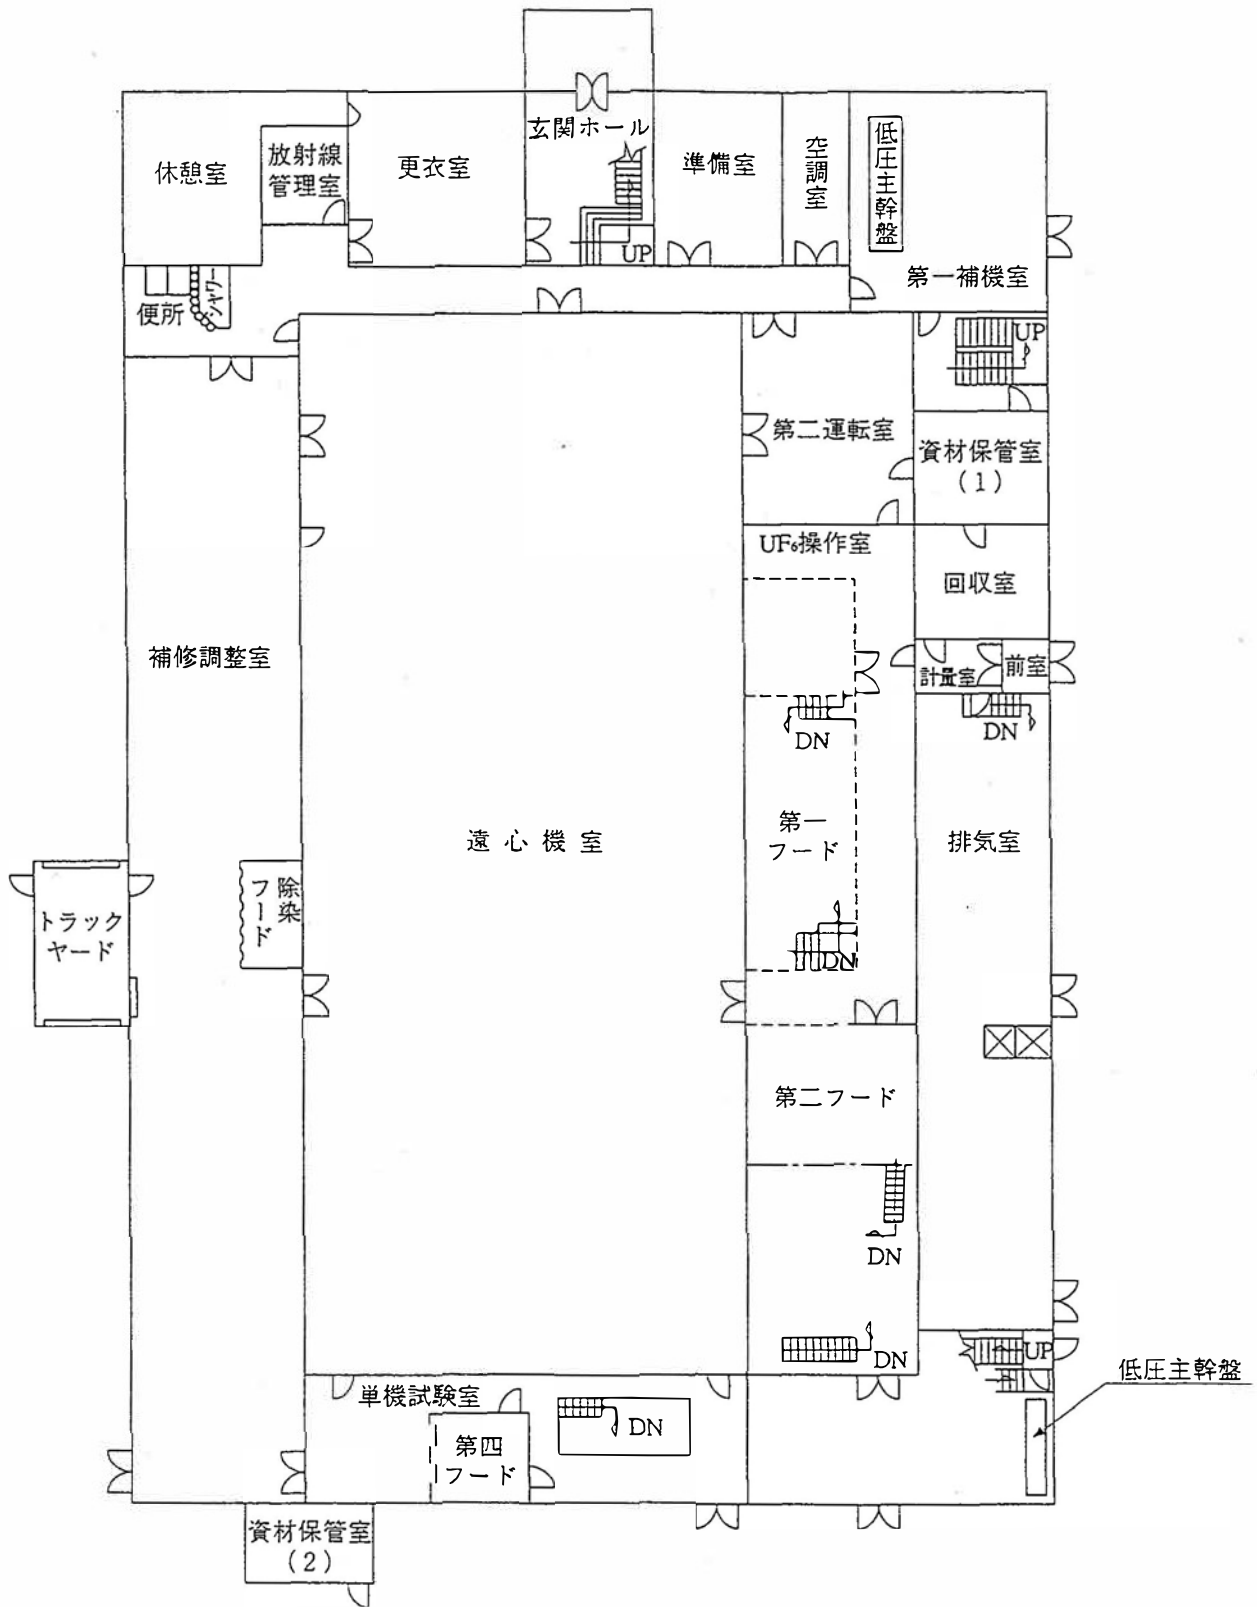 玄関ホール
休憩室
放射線
管理室
更衣室
UP
準備室
空調室
低圧主幹盤
第一補機室
便所
シャワー
UP
第二運転室
資材保管室
(1)
UF₆操作室
回収室
補修調整室
計量室
前室
DN
DN
第一
フード
遠心機室
排気室
除染
フード
トラック
ヤード
DN
第二フード
DN
DN
UP
低圧主幹盤
単機試験室
DN
第四
フード
資材保管室
(2)